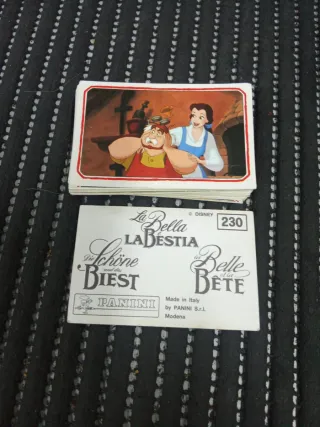 © DISNEY
230
La Bella
e
LA BESTIA
Die Schöne
und das
BIEST
la Belle
et la
BÊTE
PANINI
Made in Italy
by PANINI S.r.l.
Modena